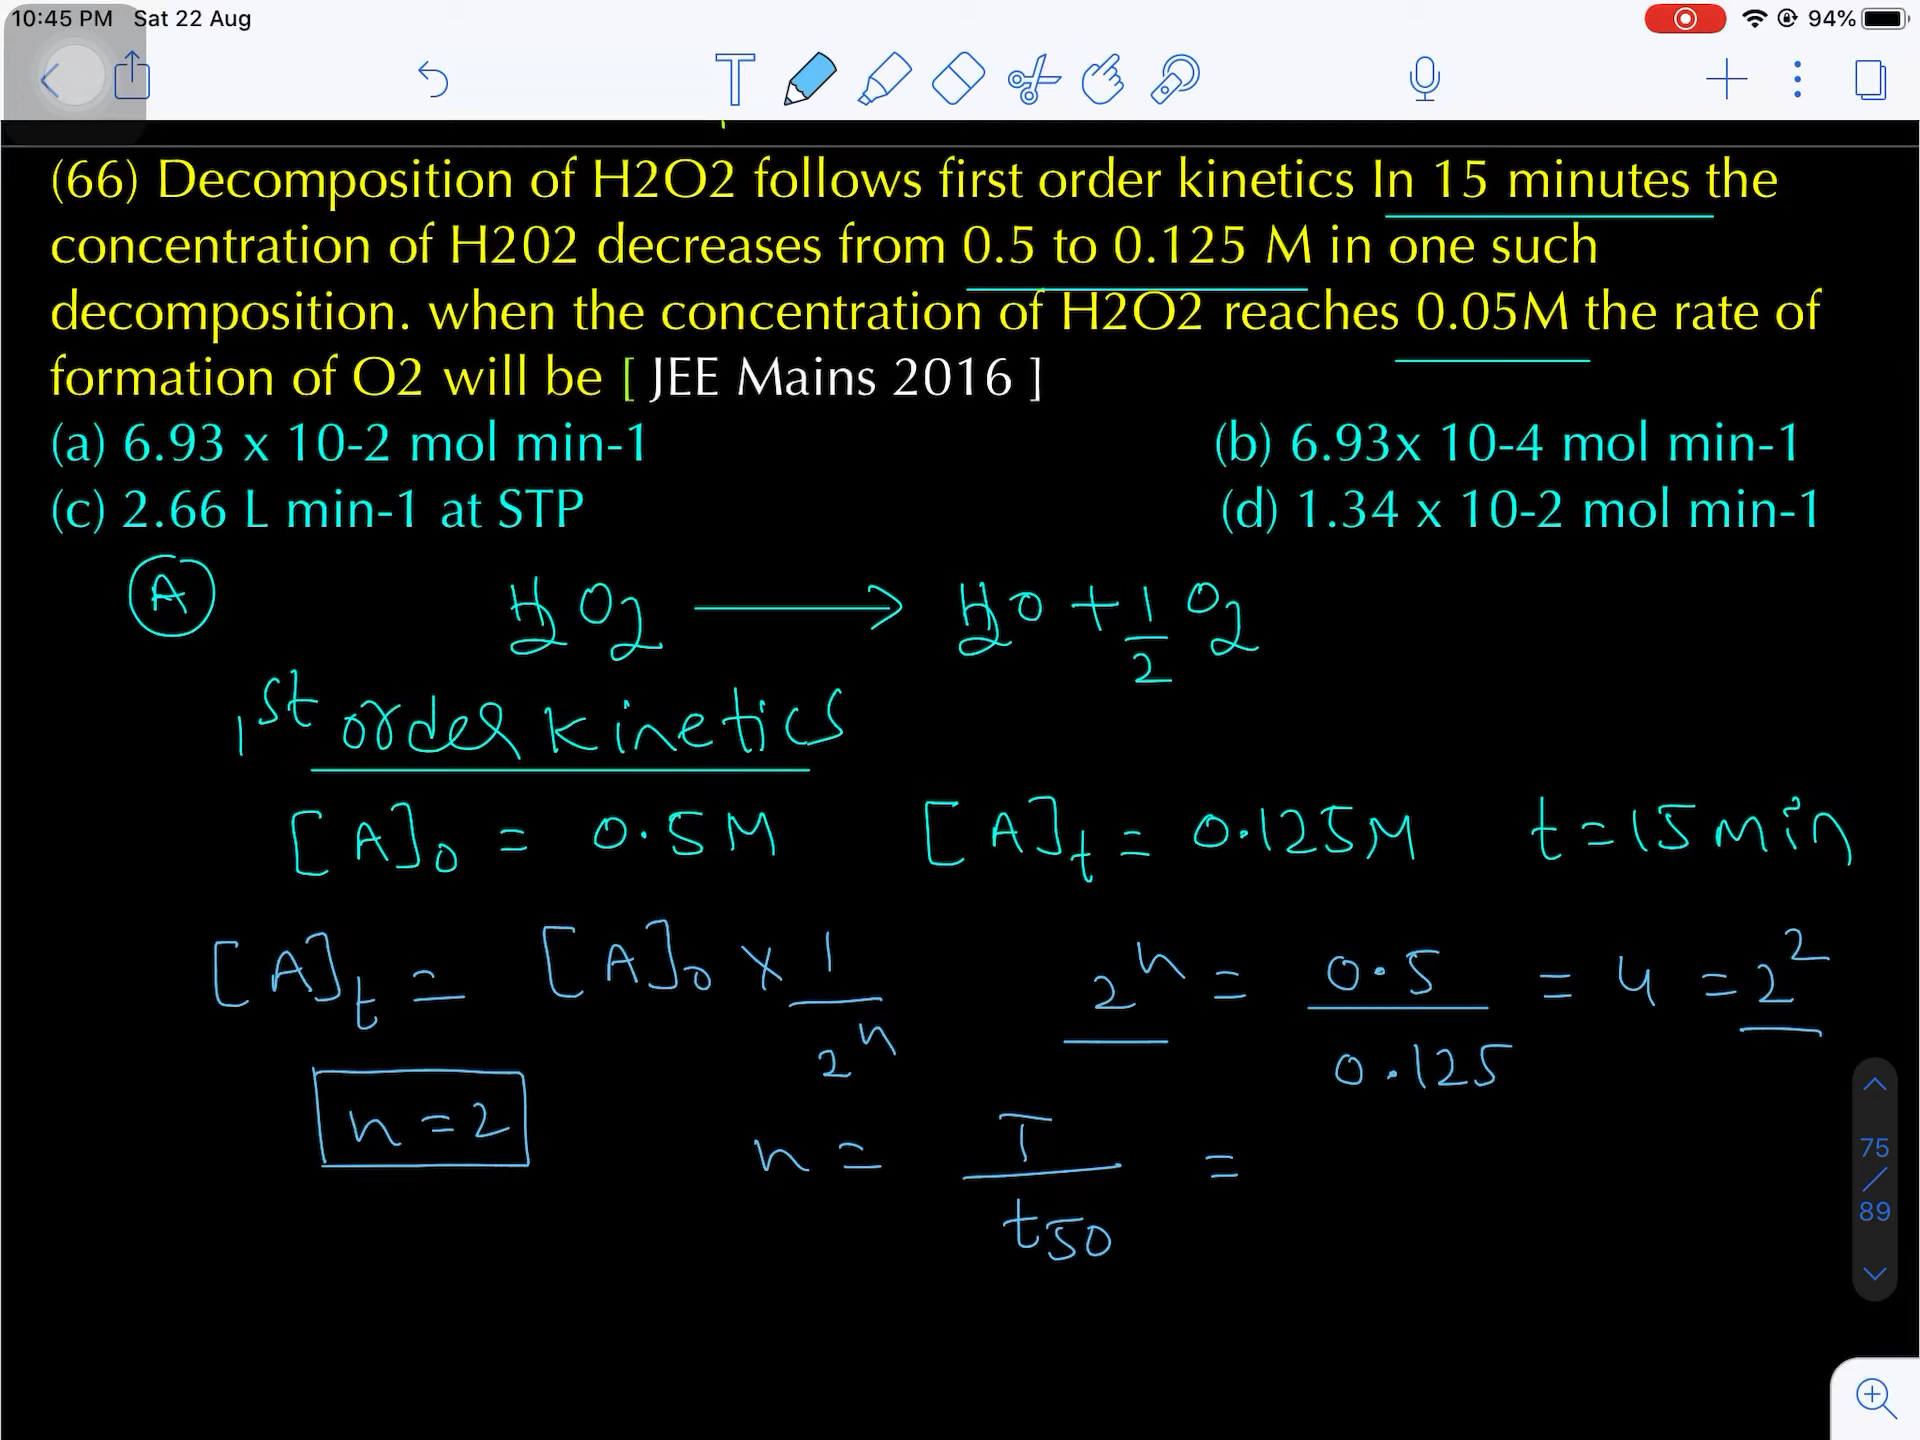 10:45 PM Sat 22 Aug 94%
(66) Decomposition of H2O2 follows first order kinetics In 15 minutes the
concentration of H202 decreases from 0.5 to 0.125 M in one such
decomposition. when the concentration of H2O2 reaches 0.05M the rate of
formation of O2 will be [ JEE Mains 2016 ]
(a) 6.93 x 10-2 mol min-1 (b) 6.93x 10-4 mol min-1
(c) 2.66 L min-1 at STP (d) 1.34 x 10-2 mol min-1
A H2O2 ⟶ H2O + 1/2 O2
1st order kinetics
[A]0 = 0.5M [A]t = 0.125M t = 15 min
[A]t = [A]0 x 1/2^n 2^n = 0.5/0.125 = 4 = 2^2
n = 2 n = T/t50 =
75
/
89